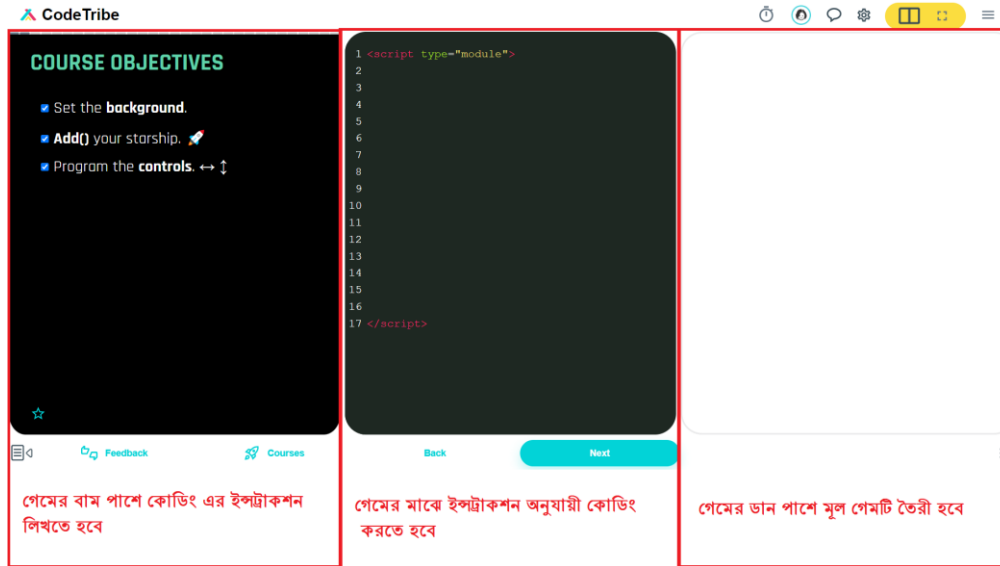 CodeTribe
COURSE OBJECTIVES
Set the background.
Add() your starship. 🚀
Program the controls. ↔ ↕
Feedback
Courses
গেমের বাম পাশে কোডিং এর ইন্সট্রাকশন
লিখতে হবে
1 <script type="module">
2
3
4
5
6
7
8
9
10
11
12
13
14
15
16
17 </script>
Back
Next
গেমের মাঝে ইন্সট্রাকশন অনুযায়ী কোডিং
করতে হবে
গেমের ডান পাশে মূল গেমটি তৈরী হবে